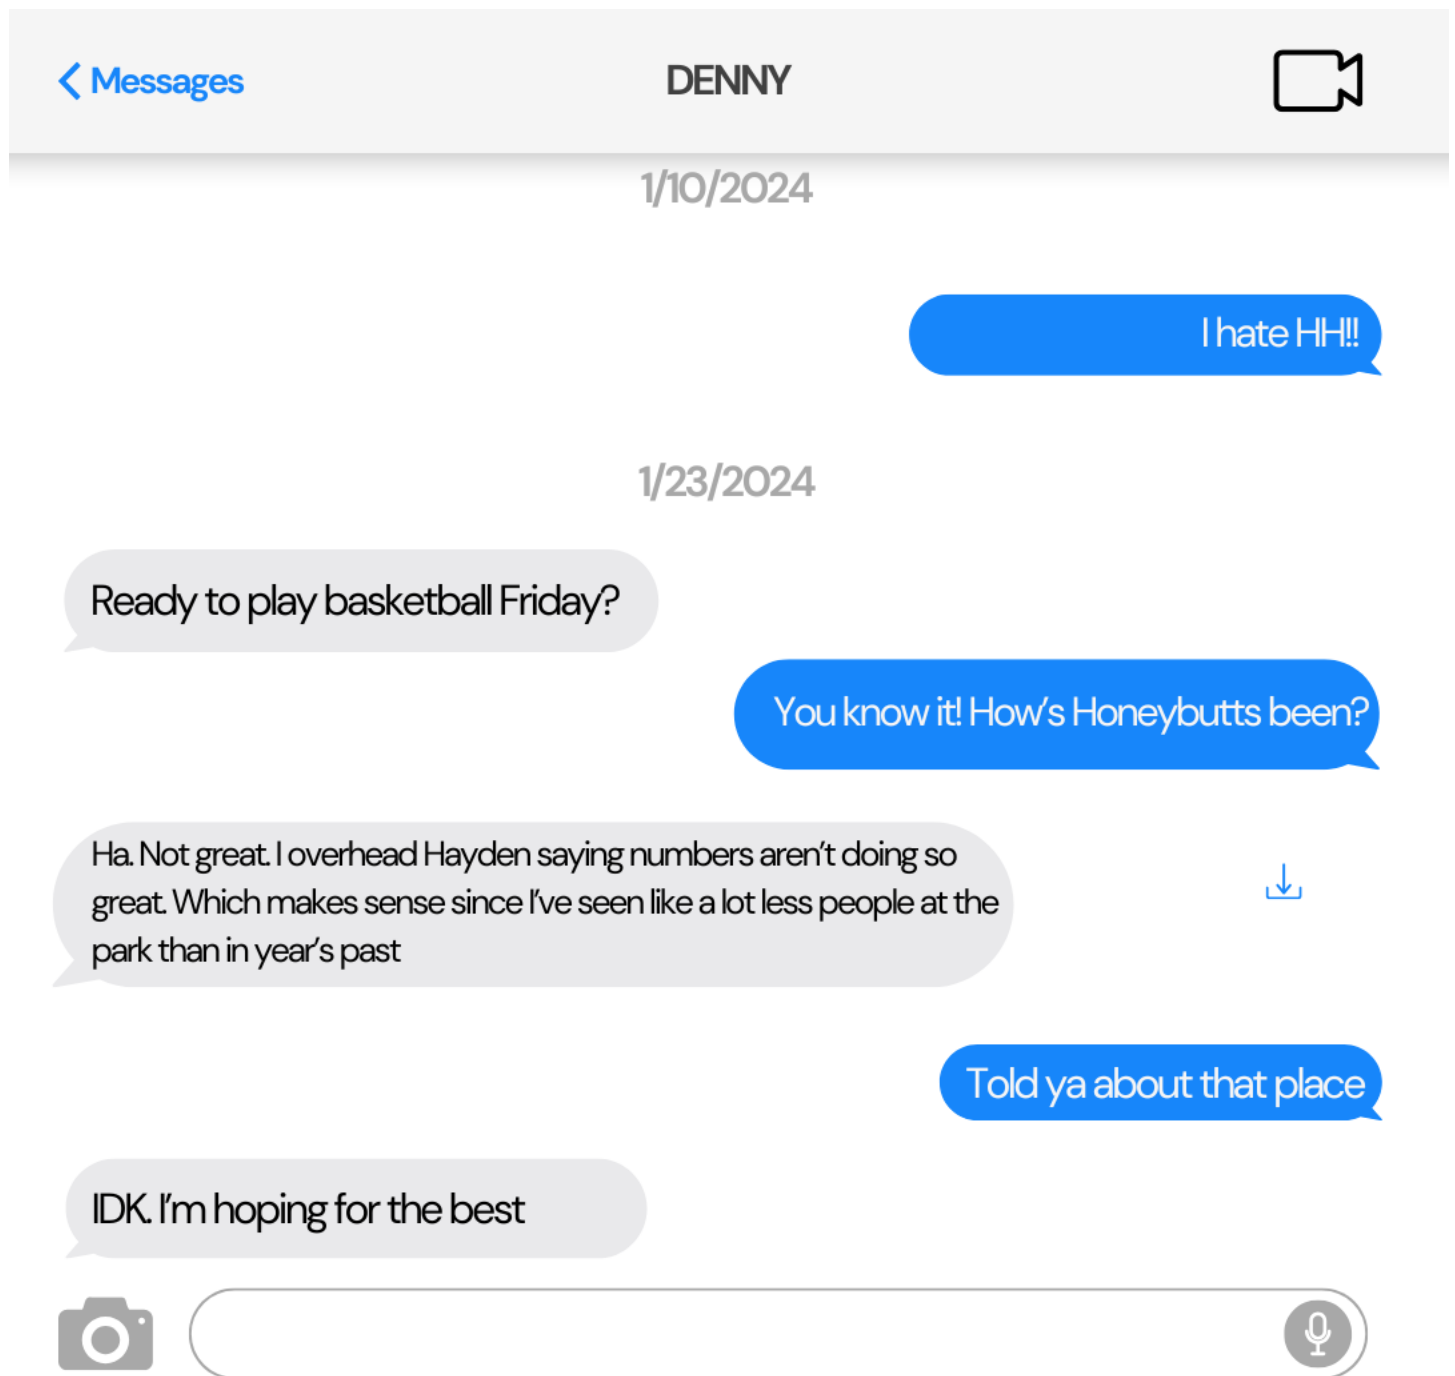 Messages
DENNY
1/10/2024
I hate HH!!
1/23/2024
Ready to play basketball Friday?
You know it! How's Honeybutts been?
Ha. Not great. I overhead Hayden saying numbers aren't doing so
great. Which makes sense since I've seen like a lot less people at the
park than in year's past
Told ya about that place
IDK. I'm hoping for the best